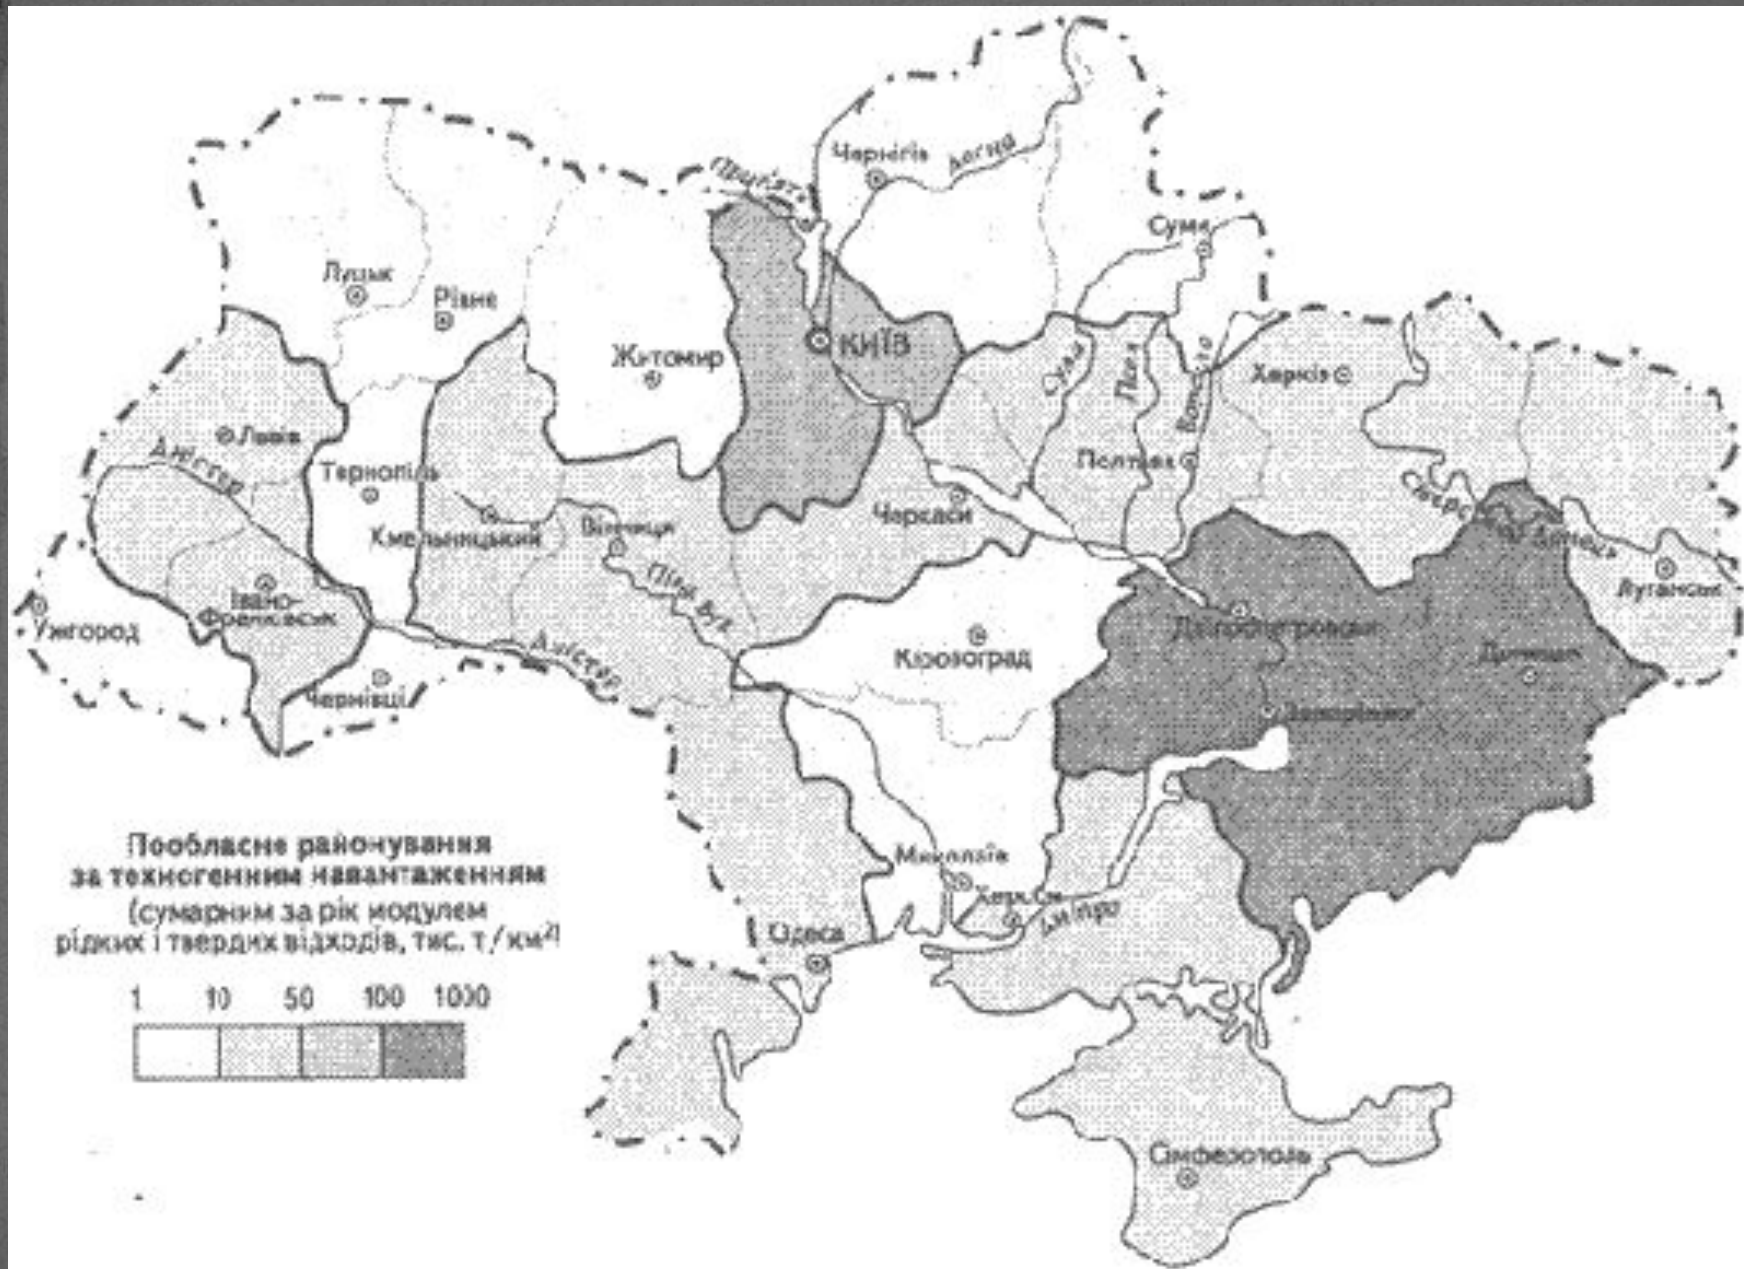 Прип'ять
Чернігів
Десна
Суми
Луцьк
Рівне
Житомир
КИЇВ
Сула
Псел
Ворскла
Харків
Львів
Дністер
Тернопіль
Хмельницький
Вінниця
Черкаси
Полтава
Сіверський Донець
Луганськ
Івано-
Франківськ
Півд. Буг
Ужгород
Дністер
Чернівці
Кіровоград
Дніпропетровськ
Донецьк
Запоріжжя
Миколаїв
Херсон
Дніпро
Одеса
Сімферополь
Пообласне районування
за техногенним навантаженням
(сумарним за рік модулем
рідких і твердих відходів, тис. т/км²)
1 10 50 100 1000